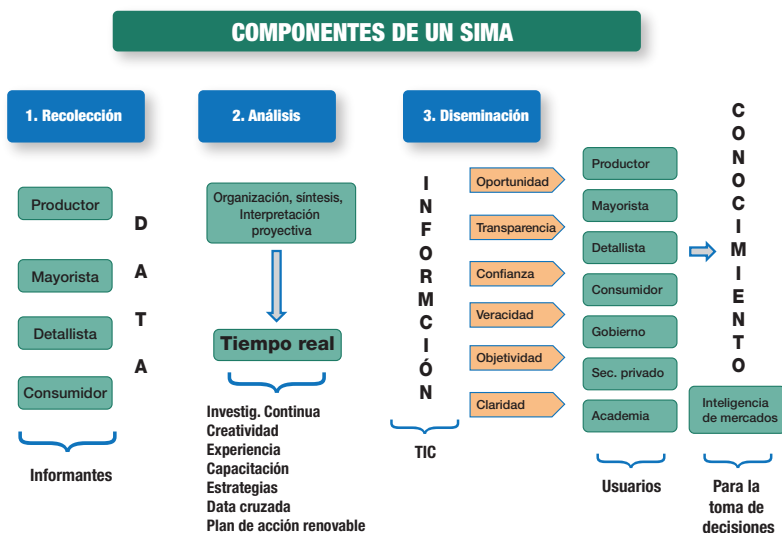 COMPONENTES DE UN SIMA
1. Recolección
Productor
Mayorista
Detallista
Consumidor
DATA
Informantes
2. Análisis
Organización, síntesis,
Interpretación
proyectiva
Tiempo real
Investig. Continua
Creatividad
Experiencia
Capacitación
Estrategias
Data cruzada
Plan de acción renovable
3. Diseminación
INFORMCIÓN
TIC
Oportunidad
Transparencia
Confianza
Veracidad
Objetividad
Claridad
Productor
Mayorista
Detallista
Consumidor
Gobierno
Sec. privado
Academia
Usuarios
CONOCIMIENTO
Inteligencia
de mercados
Para la
toma de
decisiones